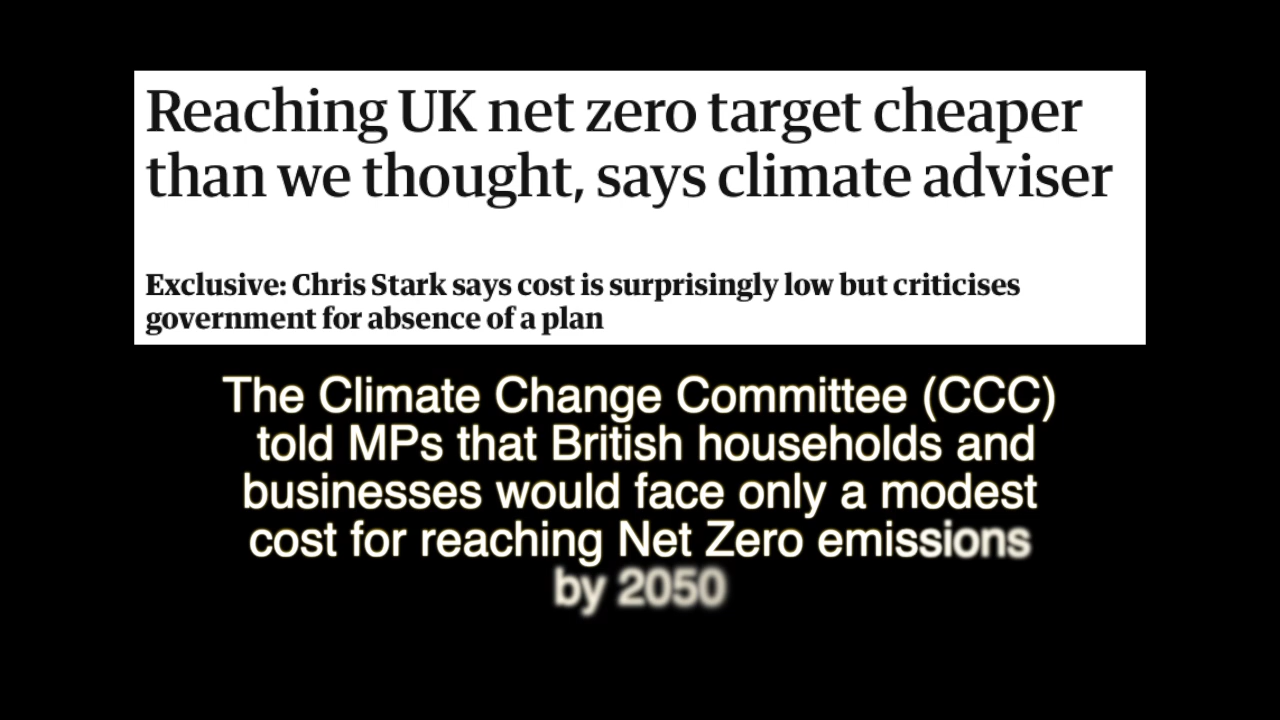 Reaching UK net zero target cheaper
than we thought, says climate adviser
Exclusive: Chris Stark says cost is surprisingly low but criticises
government for absence of a plan
The Climate Change Committee (CCC)
told MPs that British households and
businesses would face only a modest
cost for reaching Net Zero emissions
by 2050